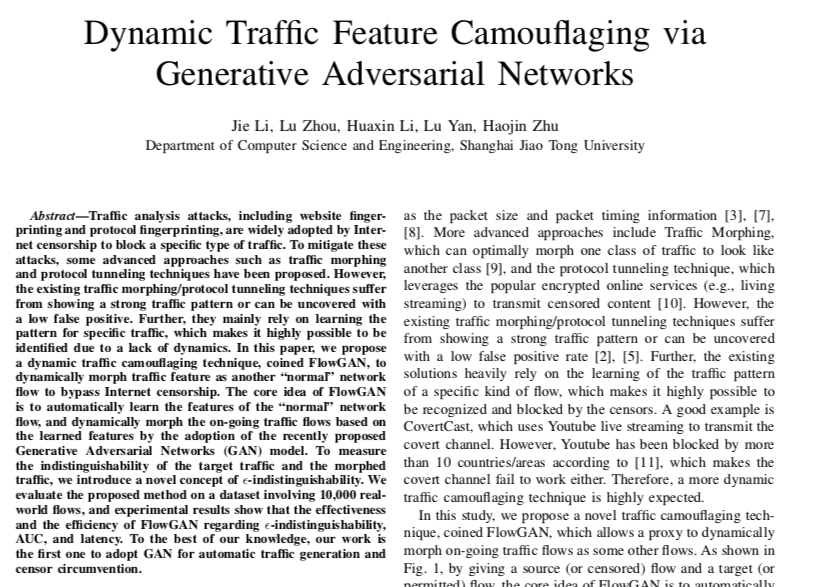 Dynamic Traffic Feature Camouflaging via
Generative Adversarial Networks
Jie Li, Lu Zhou, Huaxin Li, Lu Yan, Haojin Zhu
Department of Computer Science and Engineering, Shanghai Jiao Tong University
Abstract—Traffic analysis attacks, including website finger-
printing and protocol fingerprinting, are widely adopted by Inter-
net censorship to block a specific type of traffic. To mitigate these
attacks, some advanced approaches such as traffic morphing
and protocol tunneling techniques have been proposed. However,
the existing traffic morphing/protocol tunneling techniques suffer
from showing a strong traffic pattern or can be uncovered with
a low false positive. Further, they mainly rely on learning the
pattern for specific traffic, which makes it highly possible to be
identified due to a lack of dynamics. In this paper, we propose
a dynamic traffic camouflaging technique, coined FlowGAN, to
dynamically morph traffic feature as another “normal” network
flow to bypass Internet censorship. The core idea of FlowGAN
is to automatically learn the features of the “normal” network
flow, and dynamically morph the on-going traffic flows based on
the learned features by the adoption of the recently proposed
Generative Adversarial Networks (GAN) model. To measure
the indistinguishability of the target traffic and the morphed
traffic, we introduce a novel concept of ϵ-indistinguishability. We
evaluate the proposed method on a dataset involving 10,000 real-
world flows, and experimental results show that the effectiveness
and the efficiency of FlowGAN regarding ϵ-indistinguishability,
AUC, and latency. To the best of our knowledge, our work is
the first one to adopt GAN for automatic traffic generation and
censor circumvention.
as the packet size and packet timing information [3], [7],
[8]. More advanced approaches include Traffic Morphing,
which can optimally morph one class of traffic to look like
another class [9], and the protocol tunneling technique, which
leverages the popular encrypted online services (e.g., living
streaming) to transmit censored content [10]. However, the
existing traffic morphing/protocol tunneling techniques suffer
from showing a strong traffic pattern or can be uncovered
with a low false positive rate [2], [5]. Further, the existing
solutions heavily rely on the learning of the traffic pattern
of a specific kind of flow, which makes it highly possible to
be recognized and blocked by the censors. A good example is
CovertCast, which uses Youtube live streaming to transmit the
covert channel. However, Youtube has been blocked by more
than 10 countries/areas according to [11], which makes the
covert channel fail to work either. Therefore, a more dynamic
traffic camouflaging technique is highly expected.
In this study, we propose a novel traffic camouflaging tech-
nique, coined FlowGAN, which allows a proxy to dynamically
morph on-going traffic flows as some other flows. As shown in
Fig. 1, by giving a source (or censored) flow and a target (or
permitted) flow, the core idea of FlowGAN is to automatically